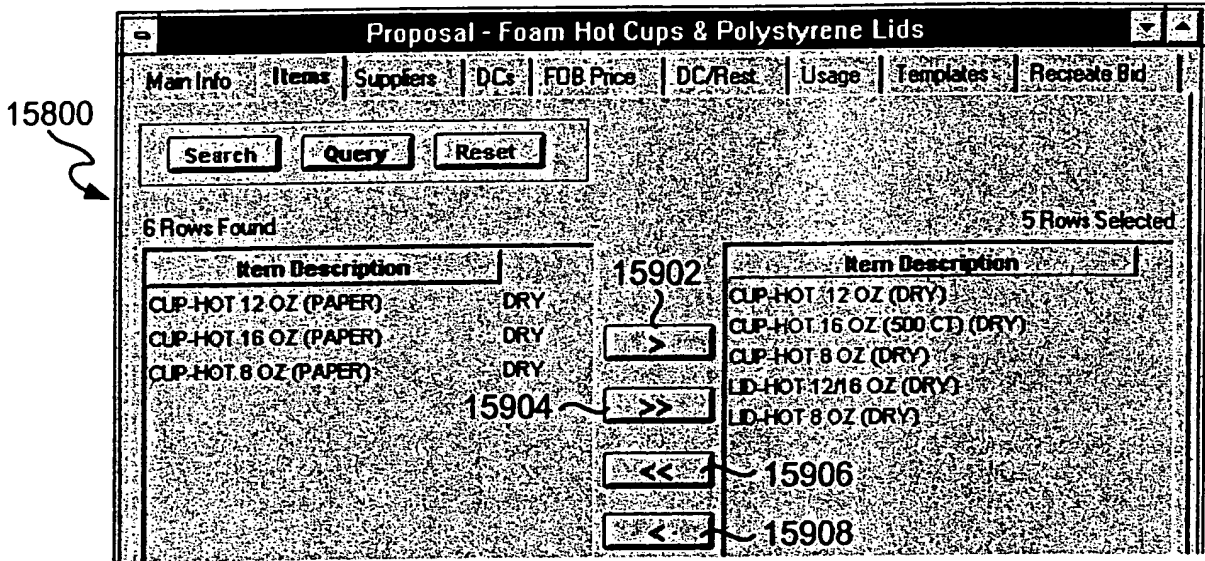 Proposal - Foam Hot Cups & Polystyrene Lids
Main Info Items Suppliers DCs FOB Price DC/Rest. Usage Templates Recreate Bid
15800
Search Query Reset
6 Rows Found 5 Rows Selected
Item Description Item Description
15902
CUP-HOT 12 OZ (PAPER) DRY CUP-HOT 12 OZ (DRY)
CUP-HOT 16 OZ (PAPER) DRY > CUP-HOT 16 OZ (500 CT) (DRY)
CUP-HOT 8 OZ (PAPER) DRY CUP-HOT 8 OZ (DRY)
LID-HOT 12/16 OZ (DRY)
15904 >> LID-HOT 8 OZ (DRY)
<< 15906
< 15908